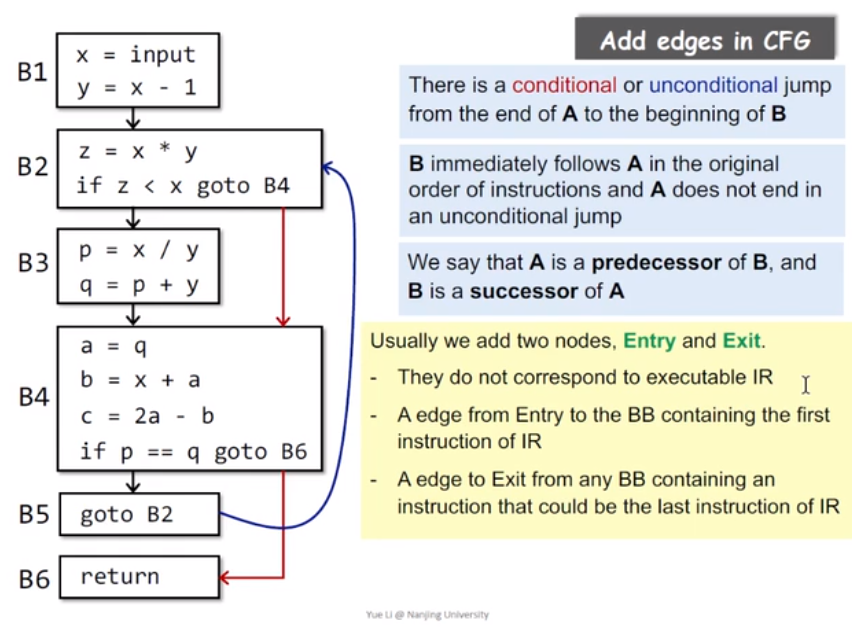 Add edges in CFG
B1
x = input
y = x - 1
B2
z = x * y
if z < x goto B4
B3
p = x / y
q = p + y
B4
a = q
b = x + a
c = 2a - b
if p == q goto B6
B5
goto B2
B6
return
There is a conditional or unconditional jump
from the end of A to the beginning of B
B immediately follows A in the original
order of instructions and A does not end in
an unconditional jump
We say that A is a predecessor of B, and
B is a successor of A
Usually we add two nodes, Entry and Exit.
- They do not correspond to executable IR
- A edge from Entry to the BB containing the first
instruction of IR
- A edge to Exit from any BB containing an
instruction that could be the last instruction of IR
Yue Li @ Nanjing University